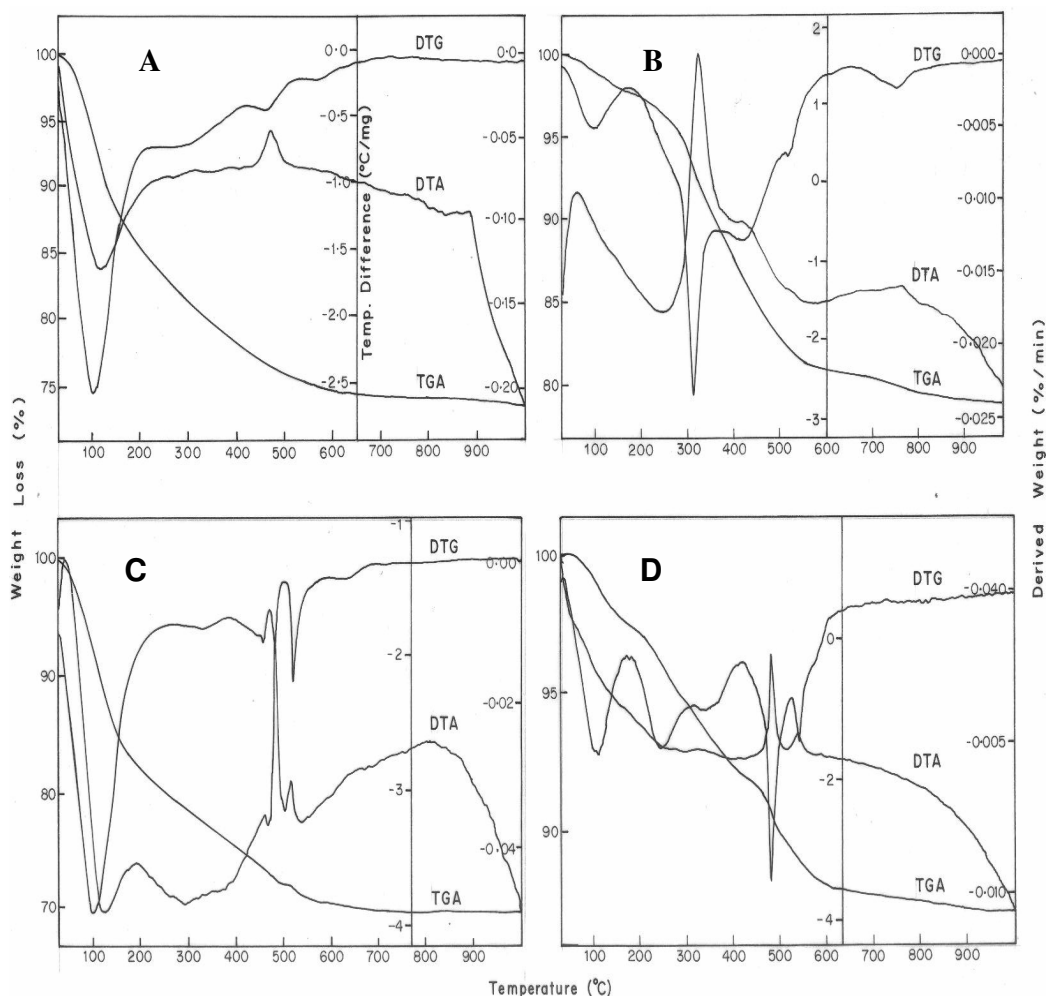 A
100
95
90
85
80
75
-0.0
-0.5
-1.0
-1.5
-2.0
-2.5
Temp. Difference (°C/mg)
0.0
-0.05
-0.10
-0.15
-0.20
DTG
DTA
TGA
100 200 300 400 500 600 700 800 900
B
100
95
90
85
80
2
1
0
-1
-2
-3
0.000
-0.005
-0.010
-0.015
-0.020
-0.025
DTG
DTA
TGA
100 200 300 400 500 600 700 800 900
Weight Loss (%)
Derived Weight (%/min)
C
100
90
80
70
-1
-2
-3
-4
0.00
-0.02
-0.04
DTG
DTA
TGA
100 200 300 400 500 600 700 800 900
D
100
95
90
0
-2
-4
-0.040
-0.005
-0.010
DTG
DTA
TGA
100 200 300 400 500 600 700 800 900
Temperature (°C)